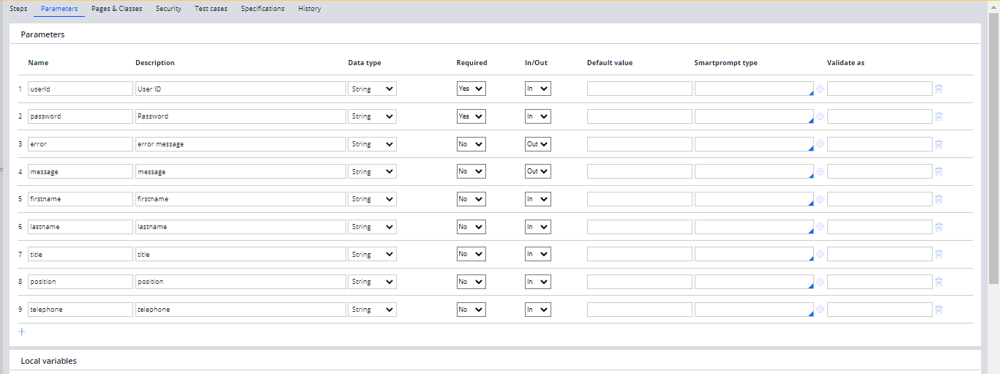 Steps Parameters Pages & Classes Security Test cases Specifications History
Parameters
Name Description Data type Required In/Out Default value Smartprompt type Validate as
1 userId User ID String Yes In
2 password Password String Yes In
3 error error message String No Out
4 message message String No Out
5 firstname firstname String No In
6 lastname lastname String No In
7 title title String No In
8 position position String No In
9 telephone telephone String No In
Local variables